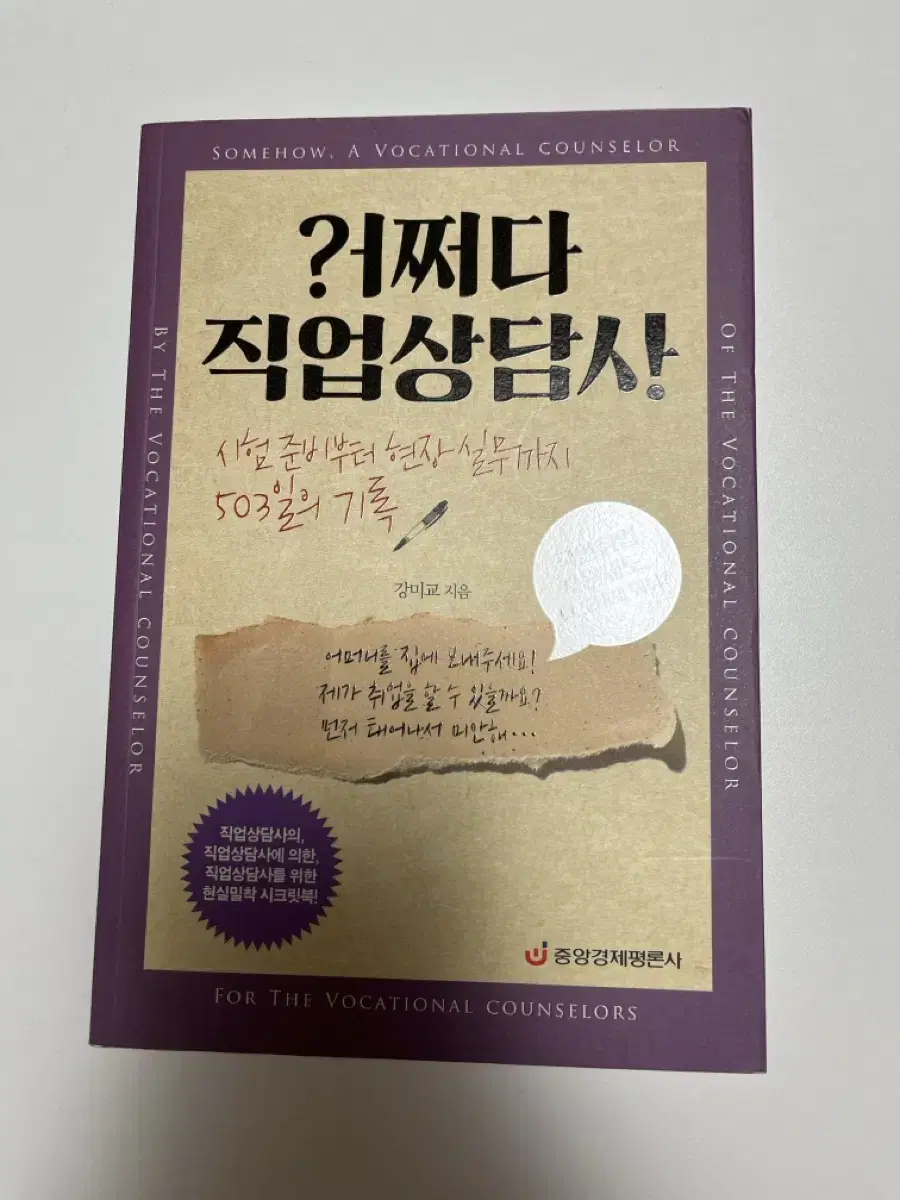 SOMEHOW, A VOCATIONAL COUNSELOR
?어쩌다
직업상담사!
시험 준비부터 현장 실무까지
503일의 기록
강미교 지음
어머니를 집에 보내주세요!
제가 취업을 할 수 있을까요?
먼저 태어나서 미안해...
직업상담사의,
직업상담사에 의한,
직업상담사를 위한
현실밀착 시크릿북!
중앙경제평론사
BY THE VOCATIONAL COUNSELOR
OF THE VOCATIONAL COUNSELOR
FOR THE VOCATIONAL COUNSELORS